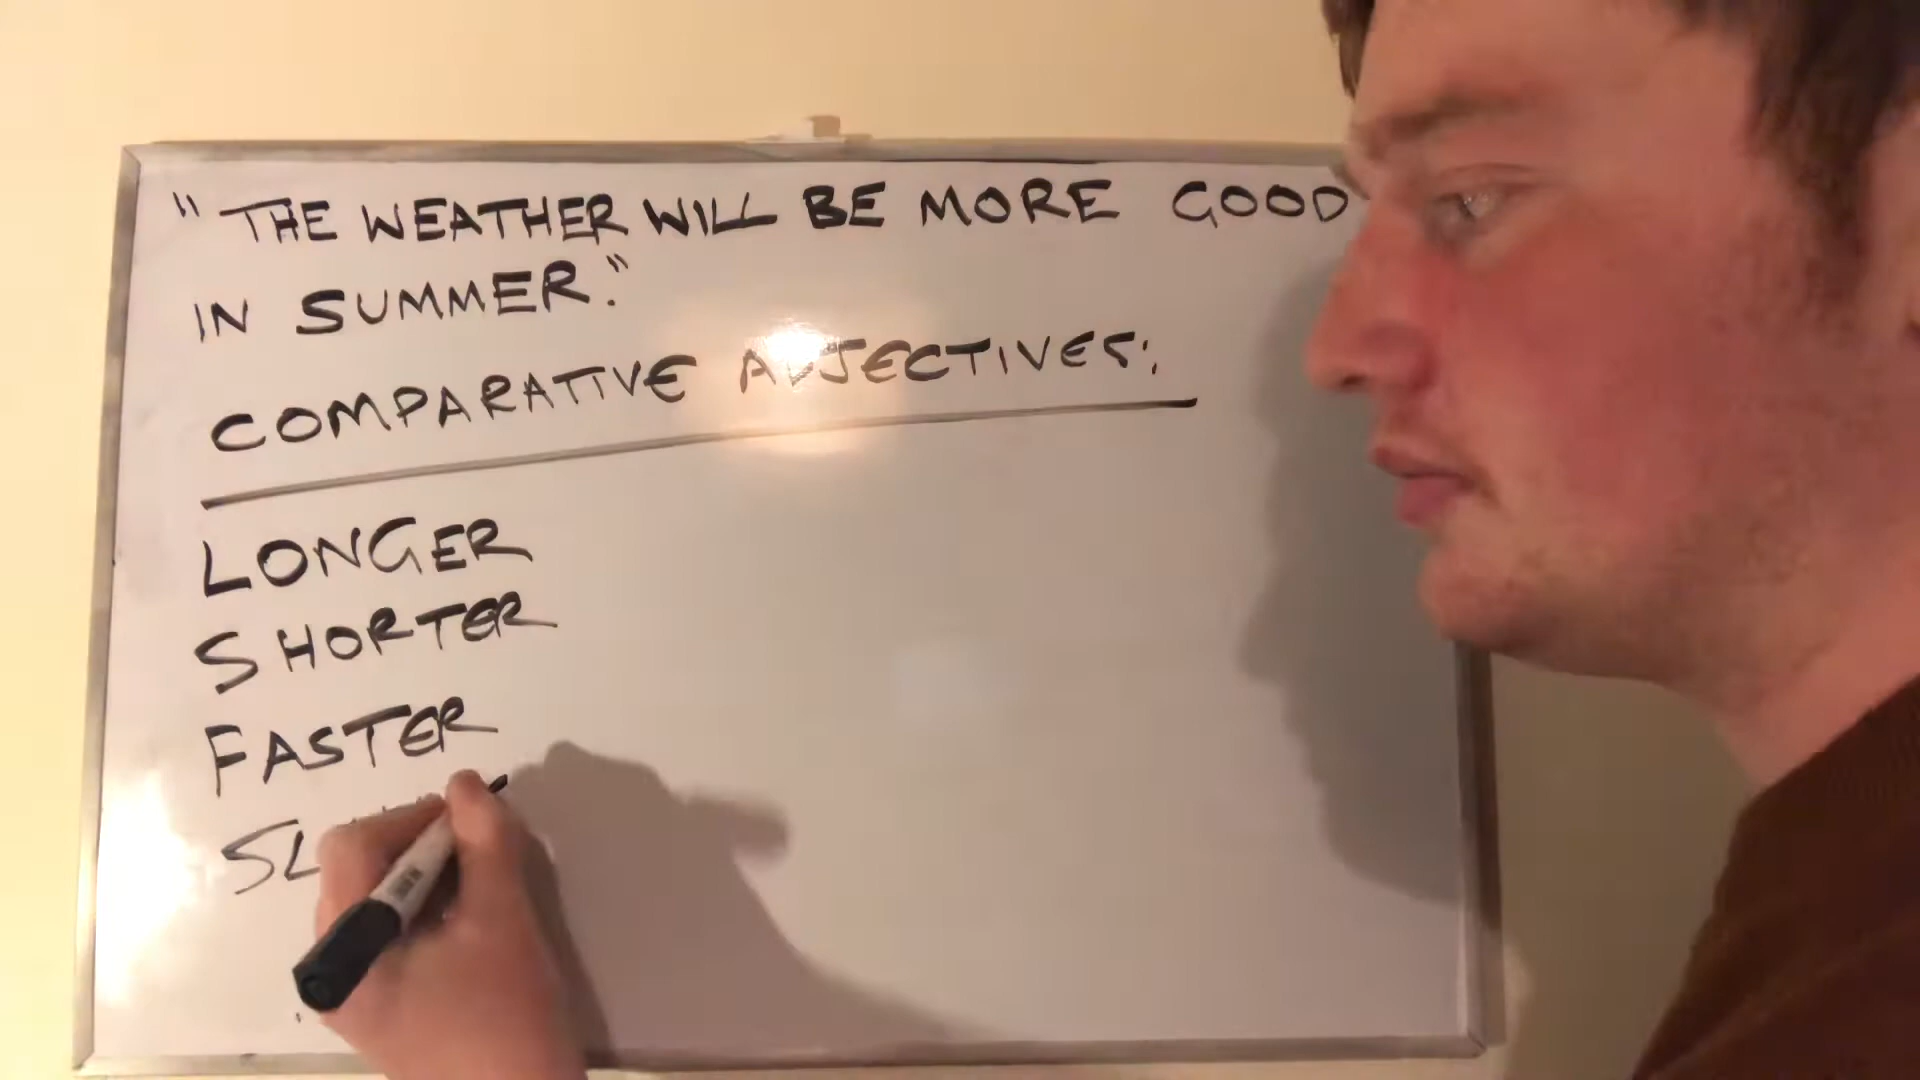 "THE WEATHER WILL BE MORE GOOD
IN SUMMER."
COMPARATIVE ADJECTIVES:
LONGER
SHORTER
FASTER